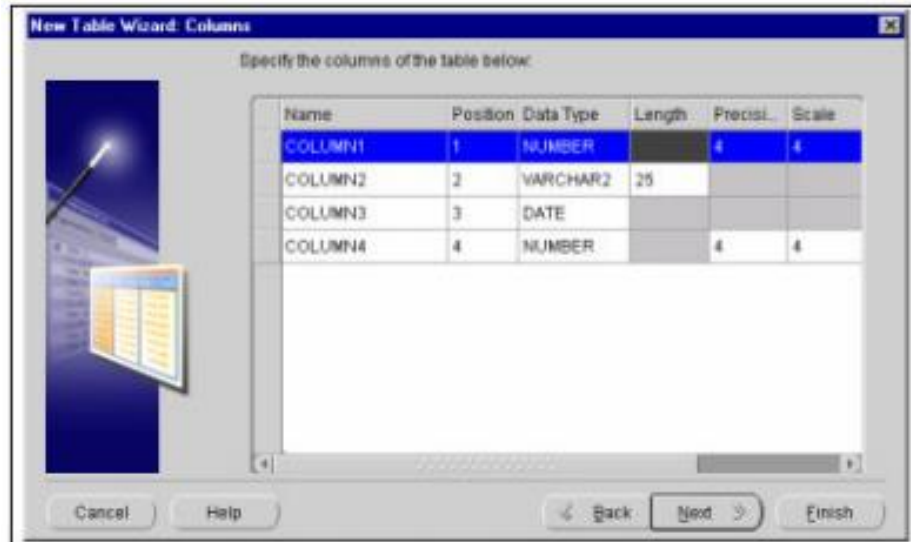 New Table Wizard: Columns
Specify the columns of the table below:
Name Position Data Type Length Precisi... Scale
COLUMN1 1 NUMBER 4 4
COLUMN2 2 VARCHAR2 25
COLUMN3 3 DATE
COLUMN4 4 NUMBER 4 4
Cancel Help Back Next Finish